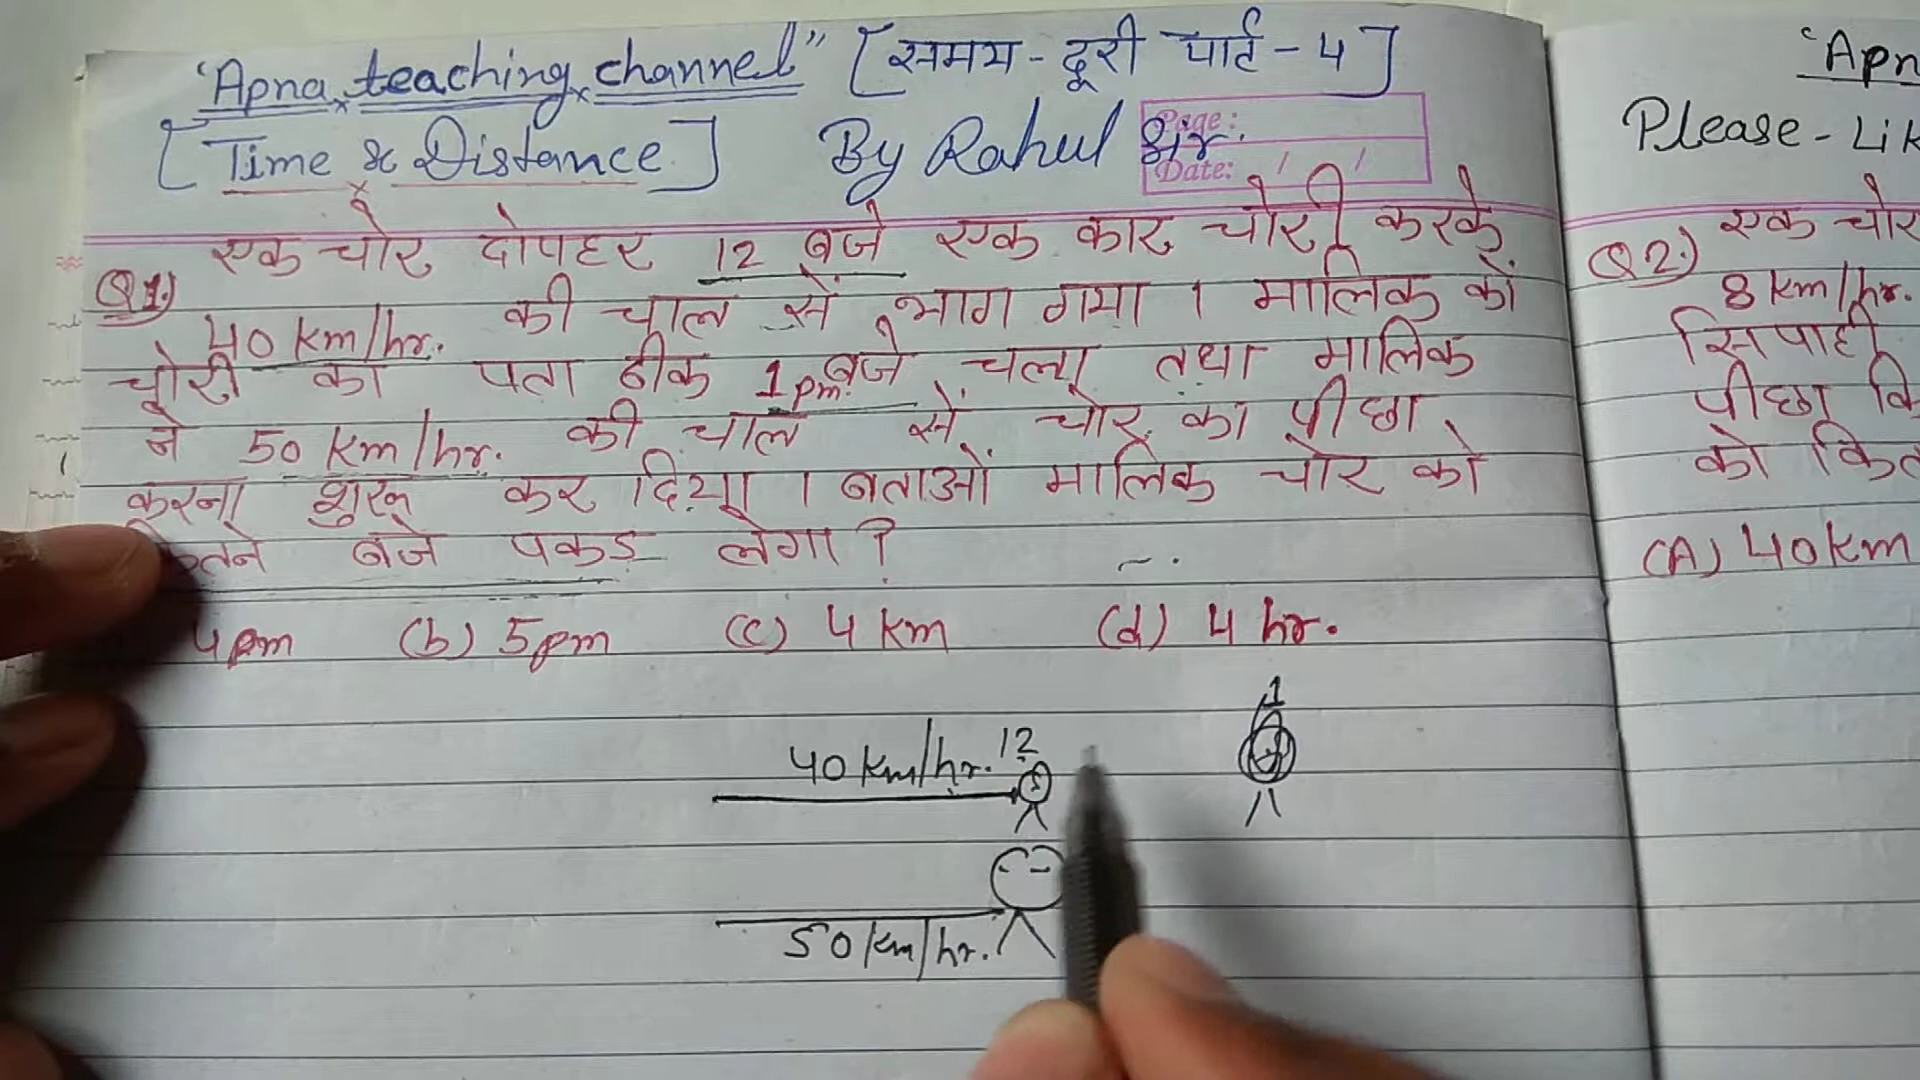 "Apna teaching channel" [समय-दूरी पार्ट-4]
[Time & Distance] By Rahul Sir.
Page:
Date: / /
Q1.) एक चोर दोपहर 12 बजे एक कार चोरी करके
40 km/hr. की चाल सें भाग गया। मालिक को
चोरी का पता ठीक 1pm. बजे चला तथा मालिक
ने 50 km/hr. की चाल सें चोर का पीछा
करना शुरू कर दिया। बताओं मालिक चोर को
बजे पकड़ लेगा?
4pm (b) 5pm (c) 4 km (d) 4 hr.
1
40 km/hr. 12
50 km/hr.
'Apn
Please - Lik
Q2.) एक चोर
8 km/hr.
सिपाही
पीछा कि
को कित
(A) 40 km